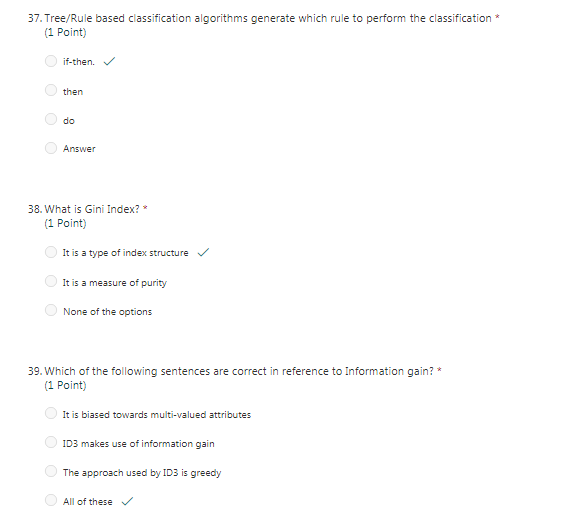 37. Tree/Rule based classification algorithms generate which rule to perform the classification *
(1 Point)
if-then.
then
do
Answer
38. What is Gini Index? *
(1 Point)
It is a type of index structure
It is a measure of purity
None of the options
39. Which of the following sentences are correct in reference to Information gain? *
(1 Point)
It is biased towards multi-valued attributes
ID3 makes use of information gain
The approach used by ID3 is greedy
All of these